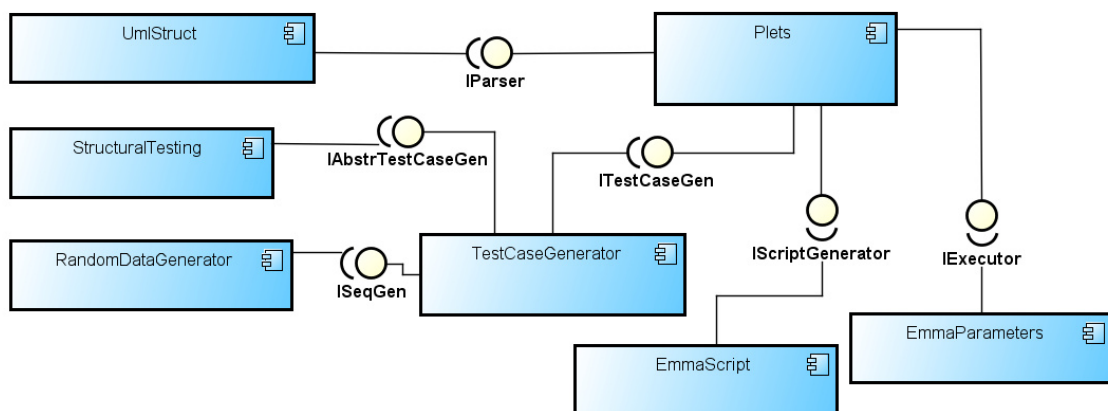 UmlStruct
Plets
IParser
StructuralTesting
IAbstrTestCaseGen
ITestCaseGen
RandomDataGenerator
ISeqGen
TestCaseGenerator
IScriptGenerator
IExecutor
EmmaScript
EmmaParameters